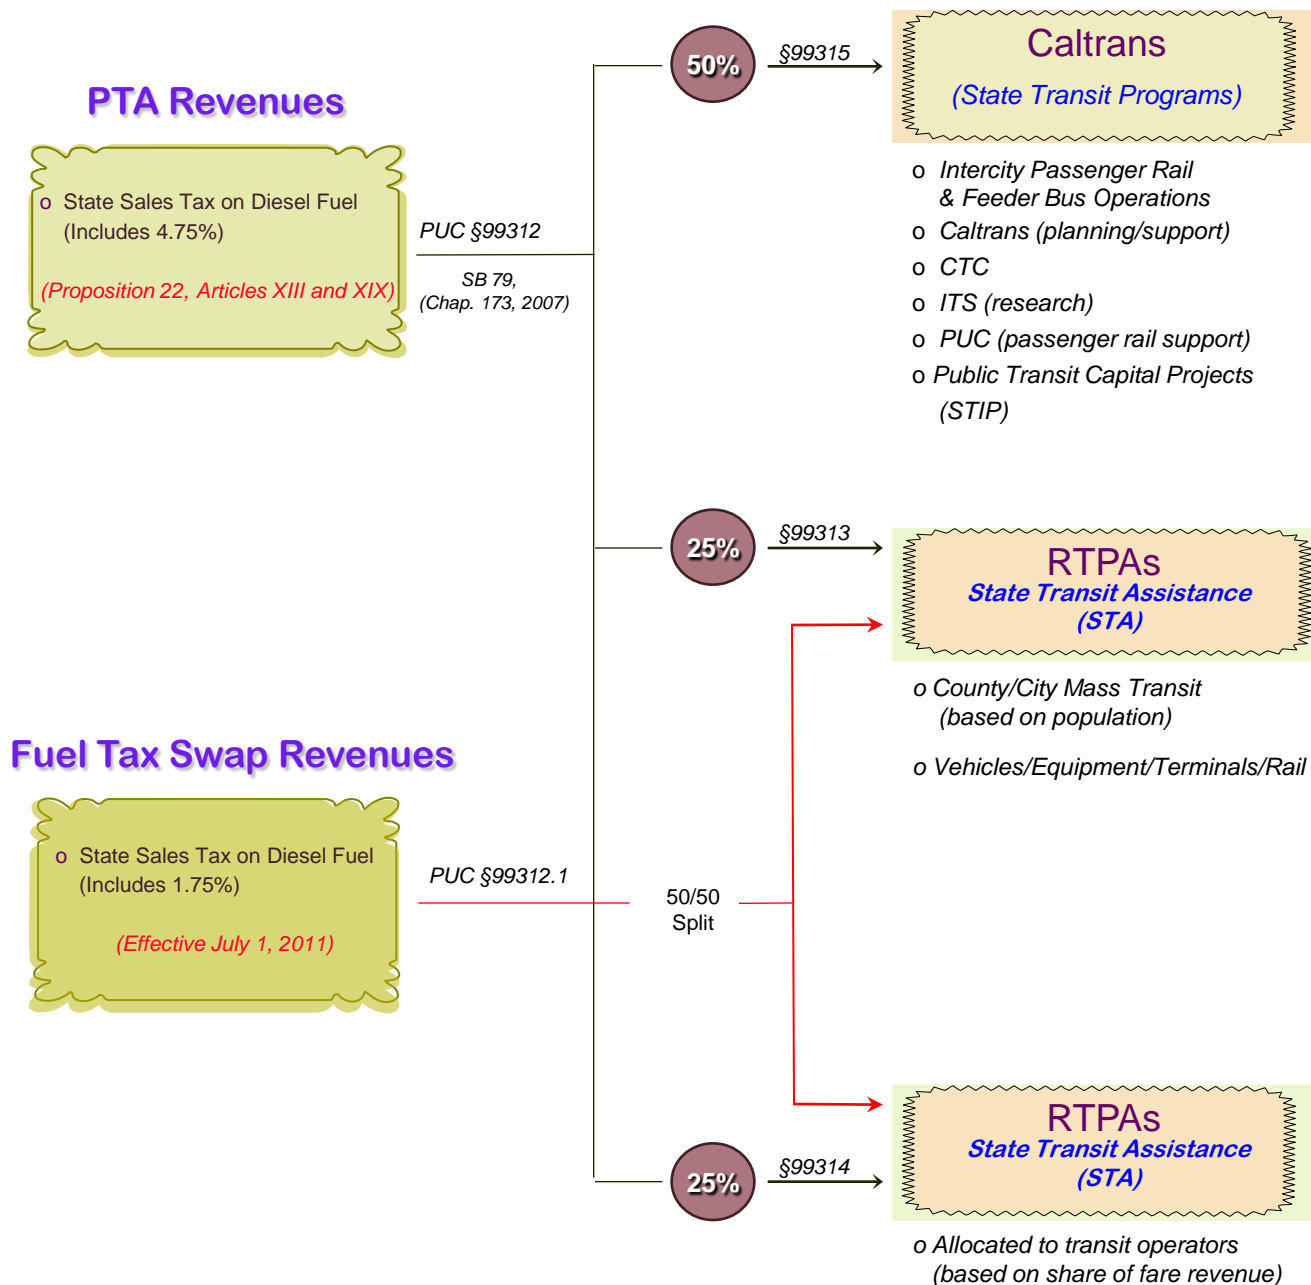 50%
§99315
Caltrans
(State Transit Programs)
o Intercity Passenger Rail
& Feeder Bus Operations
o Caltrans (planning/support)
o CTC
o ITS (research)
o PUC (passenger rail support)
o Public Transit Capital Projects
(STIP)
PTA Revenues
o State Sales Tax on Diesel Fuel
(Includes 4.75%)
(Proposition 22, Articles XIII and XIX)
PUC §99312
SB 79,
(Chap. 173, 2007)
25%
§99313
RTPAs
State Transit Assistance
(STA)
o County/City Mass Transit
(based on population)
o Vehicles/Equipment/Terminals/Rail
Fuel Tax Swap Revenues
o State Sales Tax on Diesel Fuel
(Includes 1.75%)
(Effective July 1, 2011)
PUC §99312.1
50/50
Split
25%
§99314
RTPAs
State Transit Assistance
(STA)
o Allocated to transit operators
(based on share of fare revenue)